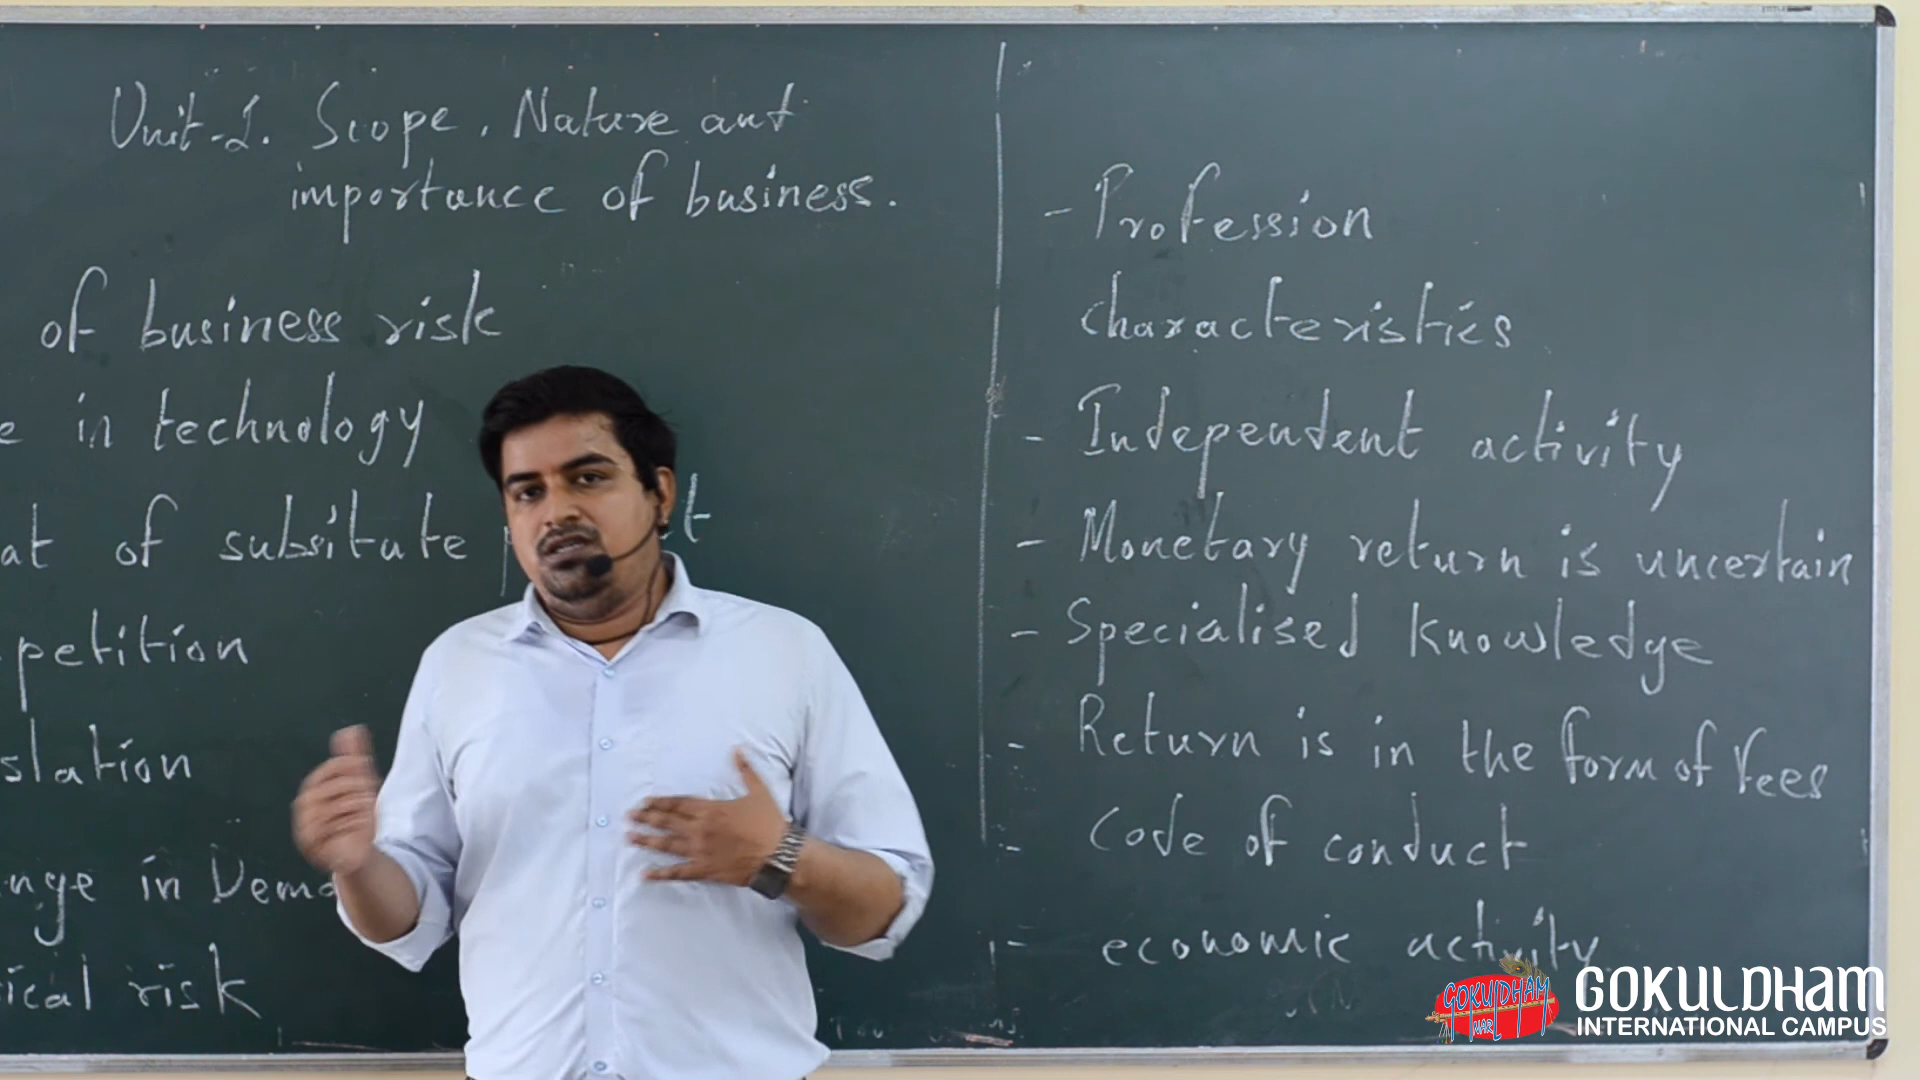 Unit-1. Scope, Nature and
importance of business.
of business risk
e in technology
at of subsitute
petition
slation
nge in Dema
ical risk
- Profession
characteristics
- Independent activity
- Monetary return is uncertain
- Specialised knowledge
- Return is in the form of fees
- Code of conduct
- economic activity
GOKULDHAM
NAR
GOKULDHAM
INTERNATIONAL CAMPUS